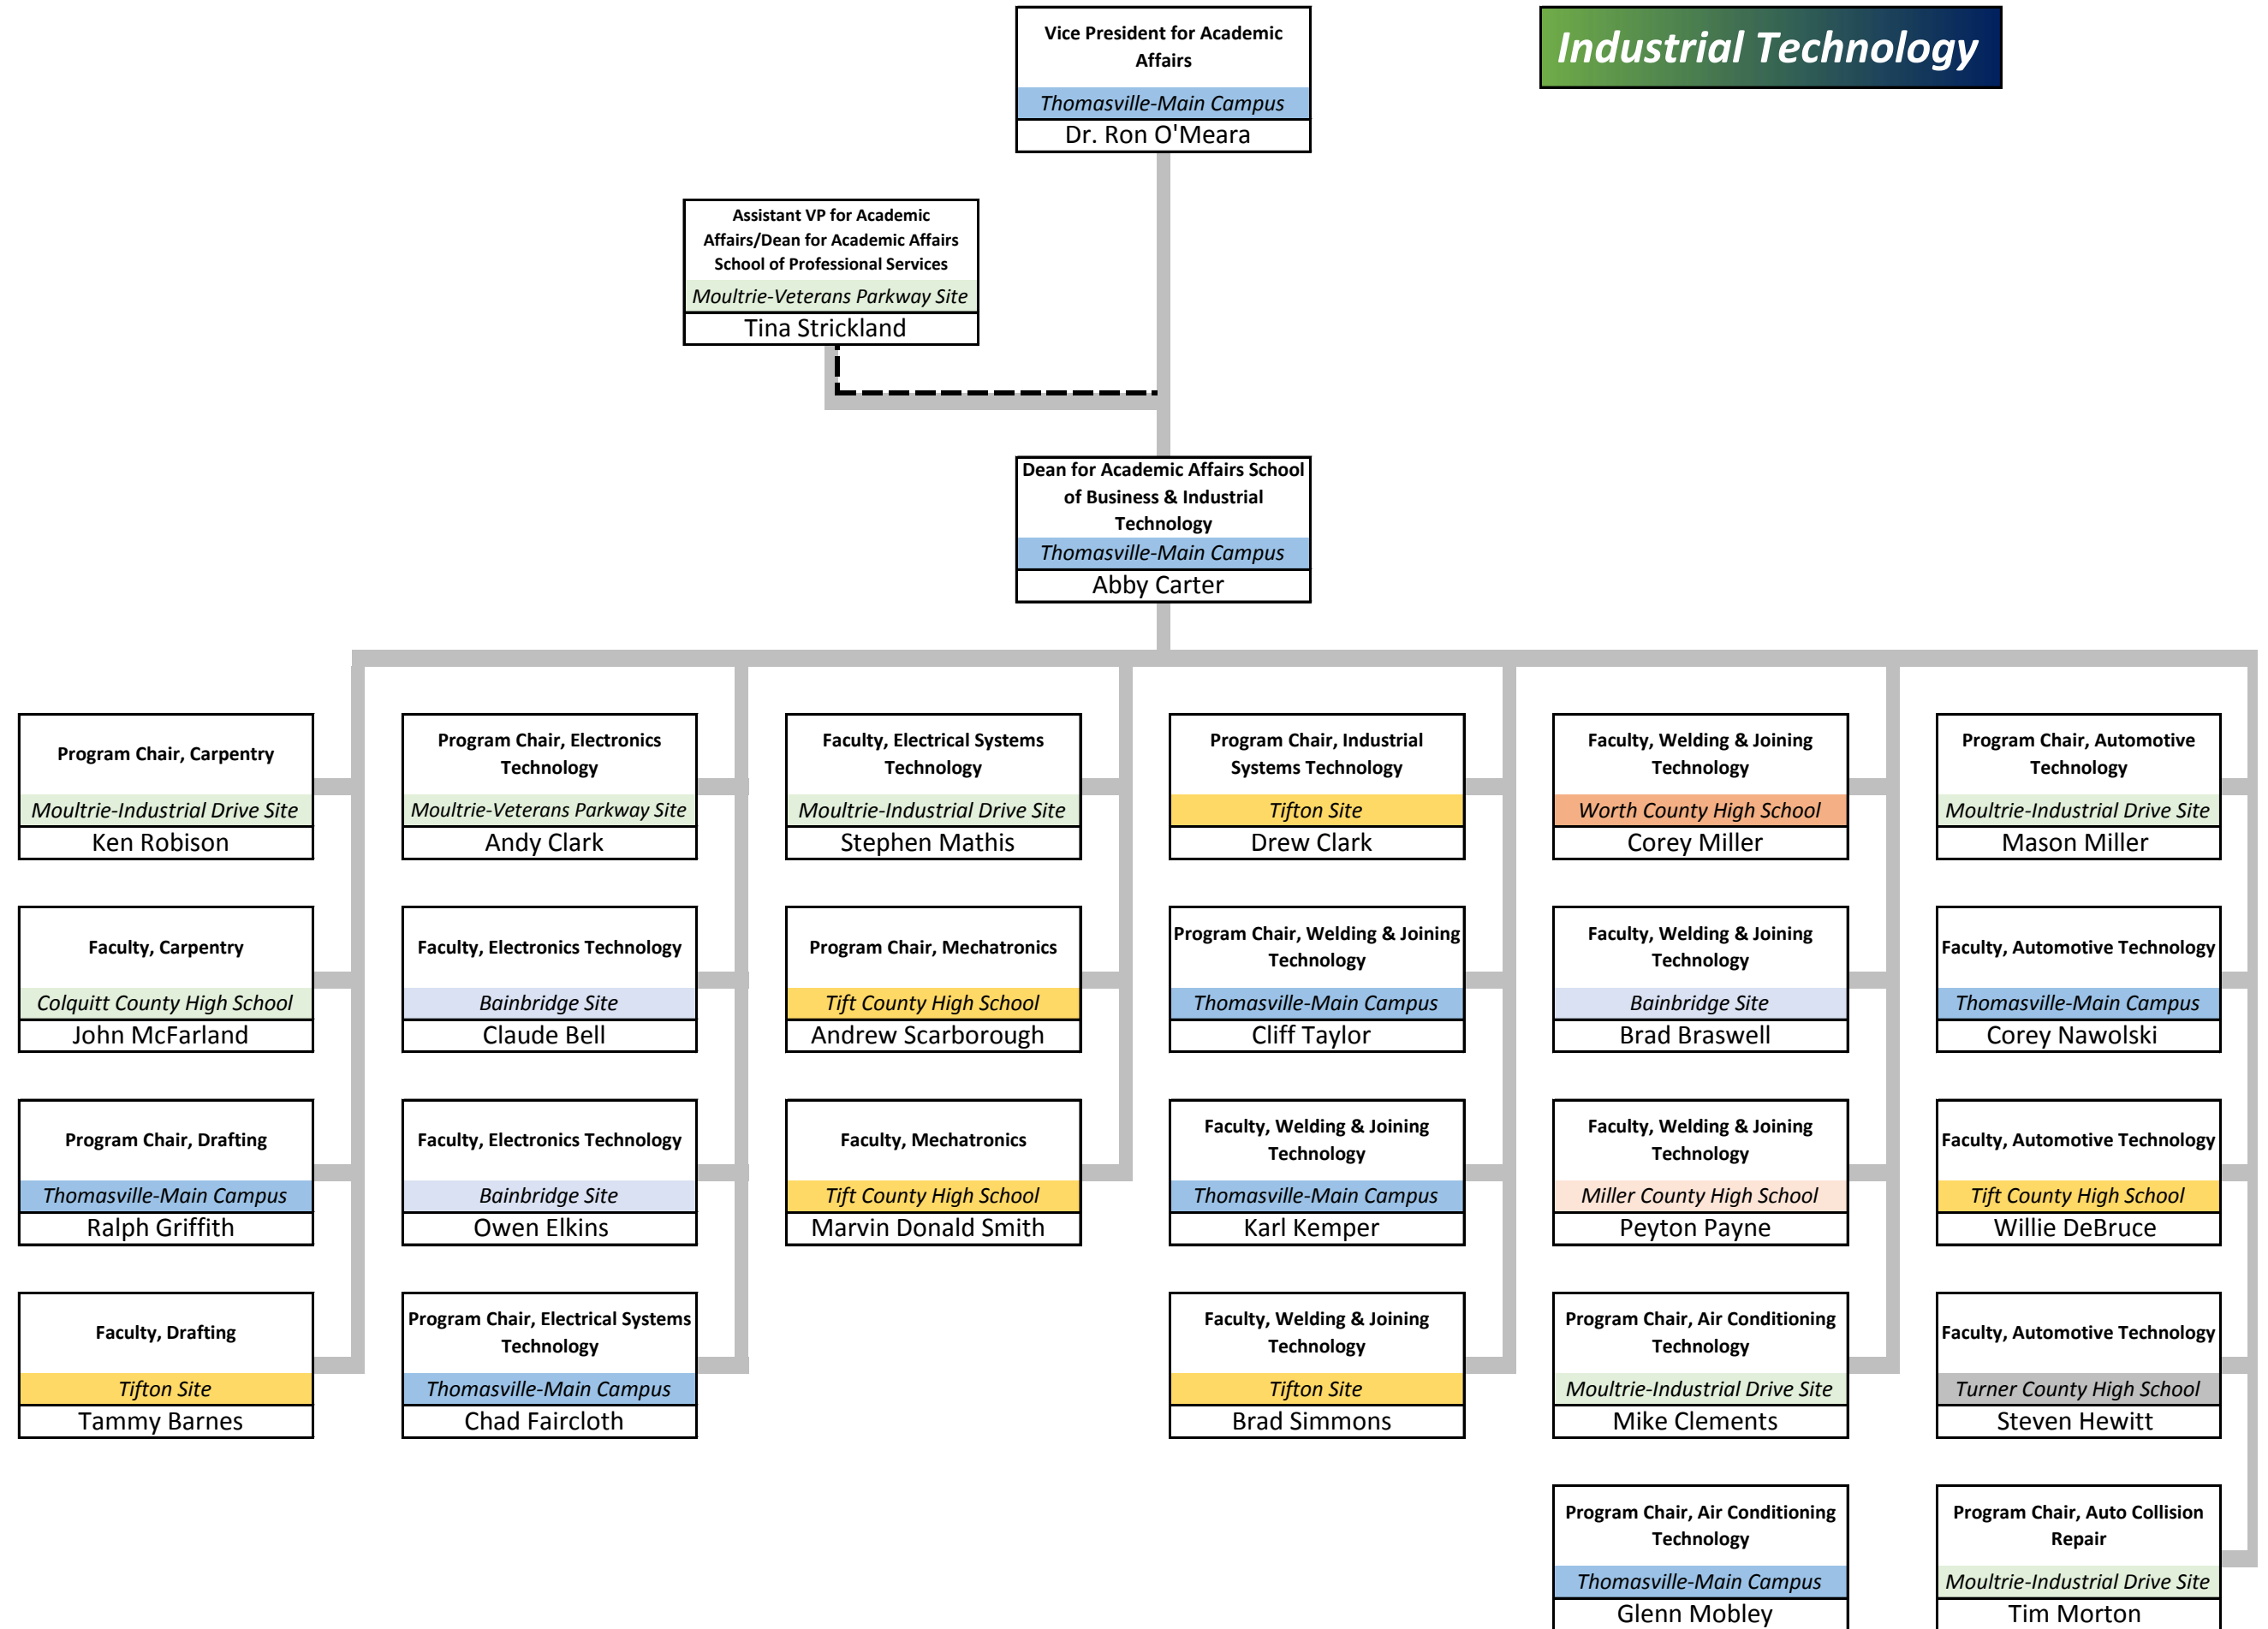 Industrial Technology
Vice President for Academic
Affairs
Thomasville-Main Campus
Dr. Ron O'Meara
Assistant VP for Academic
Affairs/Dean for Academic Affairs
School of Professional Services
Moultrie-Veterans Parkway Site
Tina Strickland
Dean for Academic Affairs School
of Business & Industrial
Technology
Thomasville-Main Campus
Abby Carter
Program Chair, Carpentry
Moultrie-Industrial Drive Site
Ken Robison
Faculty, Carpentry
Colquitt County High School
John McFarland
Program Chair, Drafting
Thomasville-Main Campus
Ralph Griffith
Faculty, Drafting
Tifton Site
Tammy Barnes
Program Chair, Electronics
Technology
Moultrie-Veterans Parkway Site
Andy Clark
Faculty, Electronics Technology
Bainbridge Site
Claude Bell
Faculty, Electronics Technology
Bainbridge Site
Owen Elkins
Program Chair, Electrical Systems
Technology
Thomasville-Main Campus
Chad Faircloth
Faculty, Electrical Systems
Technology
Moultrie-Industrial Drive Site
Stephen Mathis
Program Chair, Mechatronics
Tift County High School
Andrew Scarborough
Faculty, Mechatronics
Tift County High School
Marvin Donald Smith
Program Chair, Industrial
Systems Technology
Tifton Site
Drew Clark
Program Chair, Welding & Joining
Technology
Thomasville-Main Campus
Cliff Taylor
Faculty, Welding & Joining
Technology
Thomasville-Main Campus
Karl Kemper
Faculty, Welding & Joining
Technology
Tifton Site
Brad Simmons
Faculty, Welding & Joining
Technology
Worth County High School
Corey Miller
Faculty, Welding & Joining
Technology
Bainbridge Site
Brad Braswell
Faculty, Welding & Joining
Technology
Miller County High School
Peyton Payne
Program Chair, Air Conditioning
Technology
Moultrie-Industrial Drive Site
Mike Clements
Program Chair, Air Conditioning
Technology
Thomasville-Main Campus
Glenn Mobley
Program Chair, Automotive
Technology
Moultrie-Industrial Drive Site
Mason Miller
Faculty, Automotive Technology
Thomasville-Main Campus
Corey Nawolski
Faculty, Automotive Technology
Tift County High School
Willie DeBruce
Faculty, Automotive Technology
Turner County High School
Steven Hewitt
Program Chair, Auto Collision
Repair
Moultrie-Industrial Drive Site
Tim Morton